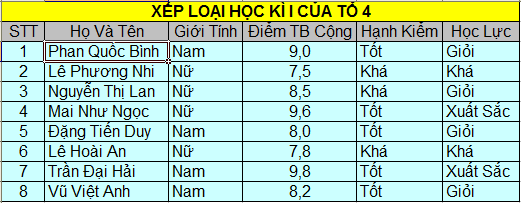 XẾP LOẠI HỌC KÌ I CỦA TỔ 4
STT Họ Và Tên Giới Tính Điểm TB Cộng Hạnh Kiểm Học Lực
1 Phan Quốc Bình Nam 9,0 Tốt Giỏi
2 Lê Phương Nhi Nữ 7,5 Khá Khá
3 Nguyễn Thị Lan Nữ 8,5 Khá Giỏi
4 Mai Như Ngọc Nữ 9,6 Tốt Xuất Sắc
5 Đặng Tiến Duy Nam 8,0 Tốt Giỏi
6 Lê Hoài An Nữ 7,8 Khá Khá
7 Trần Đại Hải Nam 9,8 Tốt Xuất Sắc
8 Vũ Việt Anh Nam 8,2 Tốt Giỏi